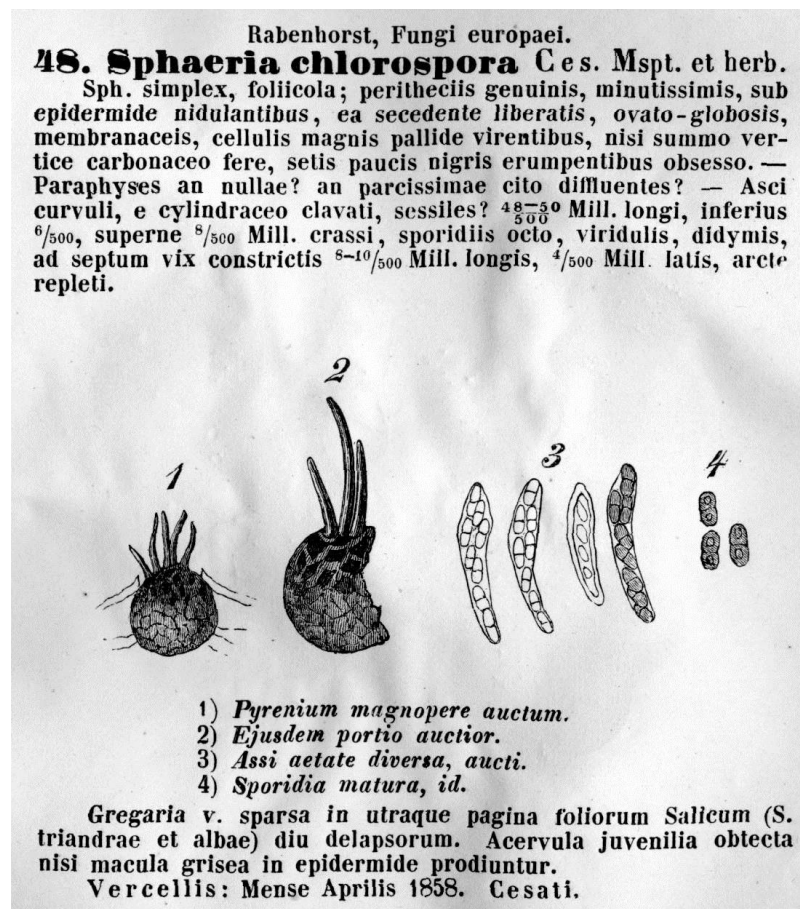 Rabenhorst, Fungi europaei.
48. Sphaeria chlorospora Ces. Mspt. et herb.
Sph. simplex, foliicola; peritheciis genuinis, minutissimis, sub
epidermide nidulantibus, ea secedente liberatis, ovato-globosis,
membranaceis, cellulis magnis pallide virentibus, nisi summo ver-
tice carbonaceo fere, setis paucis nigris erumpentibus obsesso. —
Paraphyses an nullae? an parcissimae cito diffluentes? — Asci
curvuli, e cylindraceo clavati, sessiles? 48–50/500 Mill. longi, inferius
6/500, superne 8/500 Mill. crassi, sporidiis octo, viridulis, didymis,
ad septum vix constrictis 8–10/500 Mill. longis, 4/500 Mill. latis, arcte
repleti.
1 2 3 4
1) Pyrenium magnopere auctum.
2) Ejusdem portio auctior.
3) Assi aetate diversa, aucti.
4) Sporidia matura, id.
Gregaria v. sparsa in utraque pagina foliorum Salicum (S.
triandrae et albae) diu delapsorum. Acervula juvenilia obtecta
nisi macula grisea in epidermide prodiuntur.
Vercellis: Mense Aprilis 1858. Cesati.